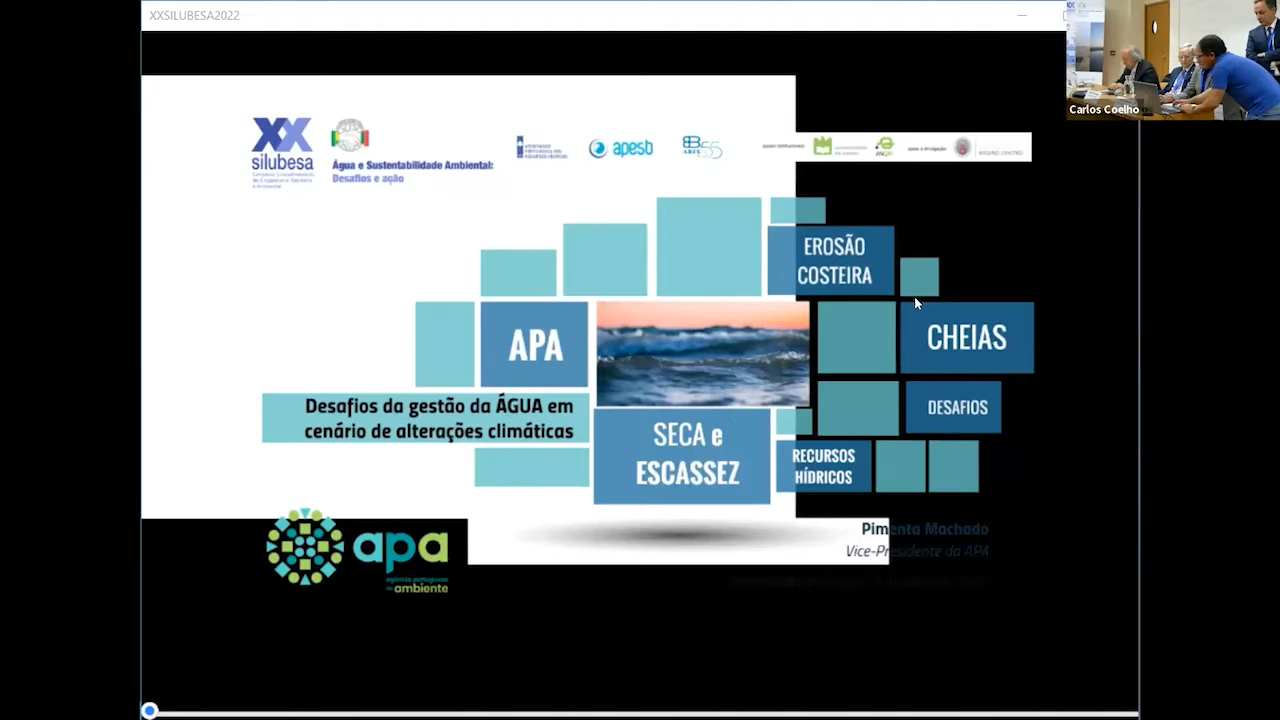 XXSILUBESA2022
Carlos Coelho
XX
silubesa
Água e Sustentabilidade Ambiental:
Desafios e ação
apesb
EROSÃO
COSTEIRA
APA
CHEIAS
Desafios da gestão da ÁGUA em
cenário de alterações climáticas
DESAFIOS
SECA e
ESCASSEZ
RECURSOS
HÍDRICOS
Pimenta Machado
Vice-Presidente da APA
apa
agência portuguesa
do ambiente